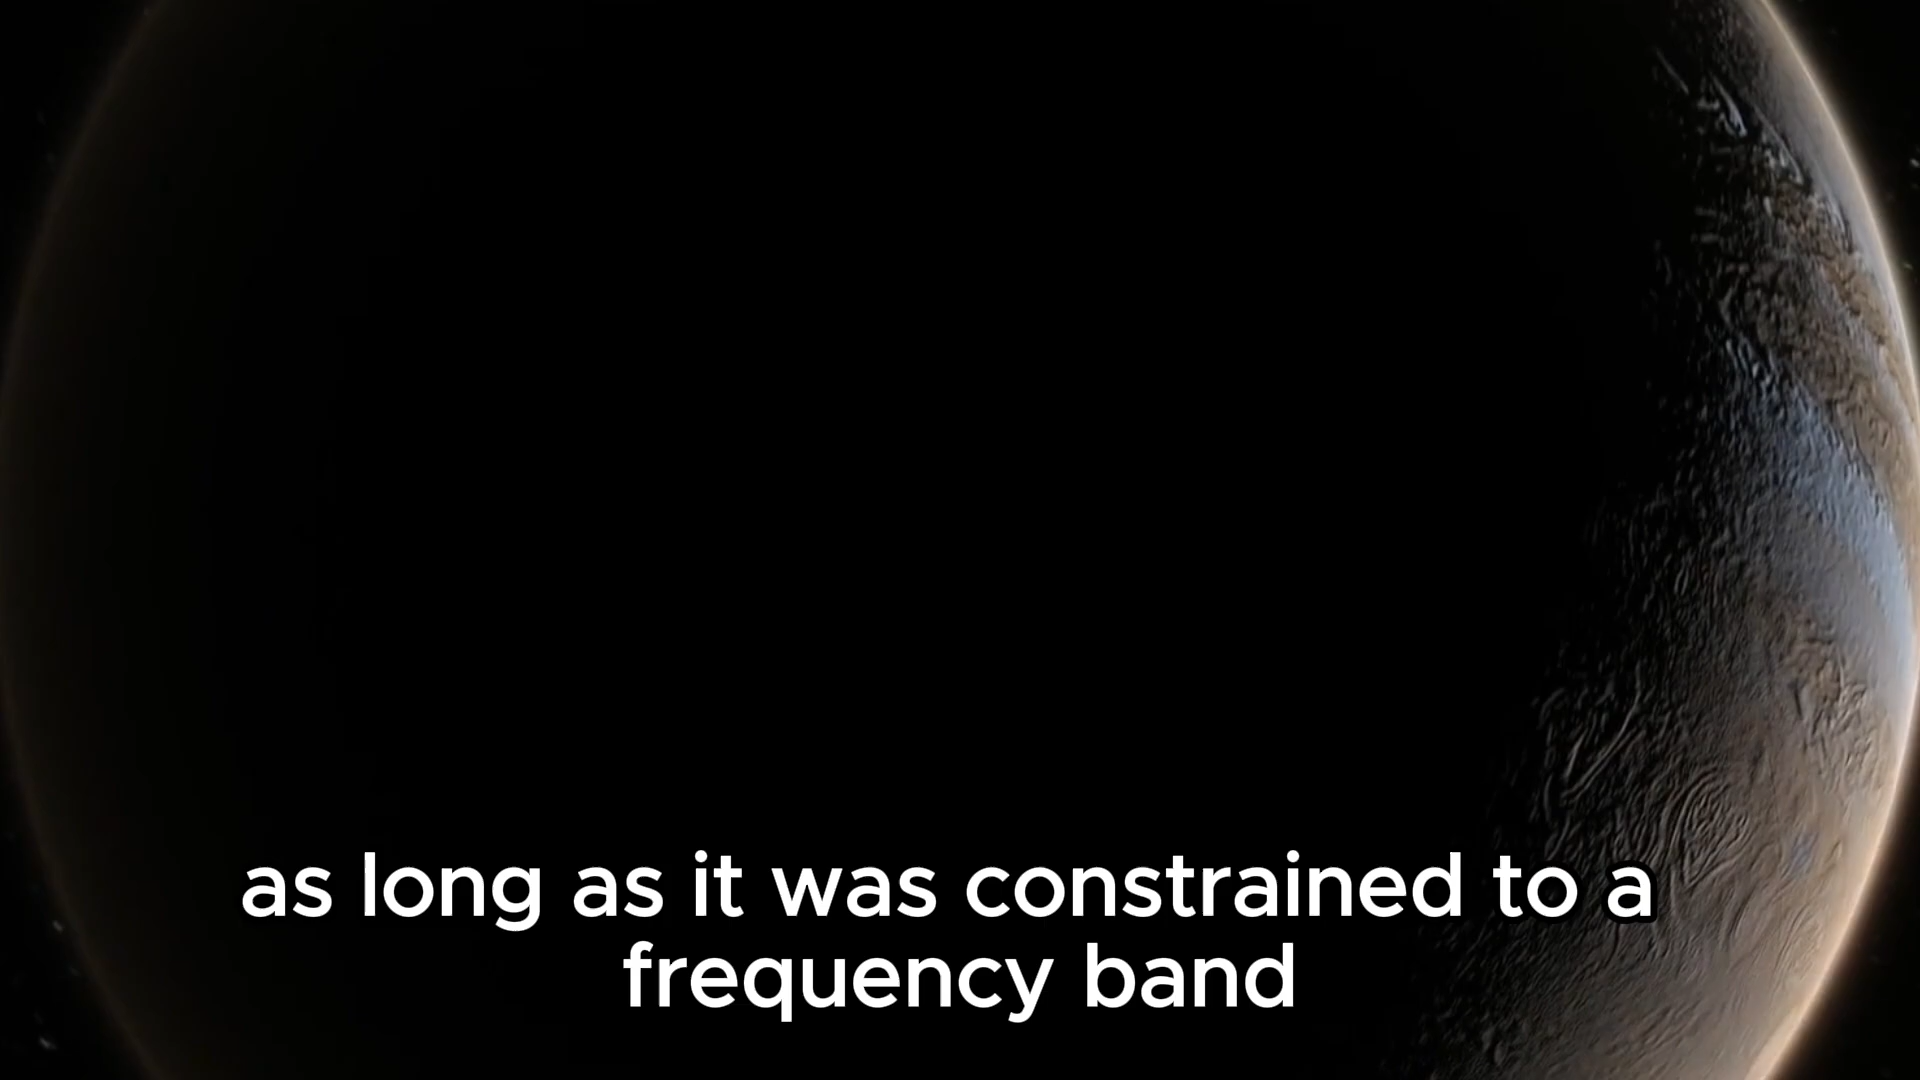 as long as it was constrained to a
frequency band